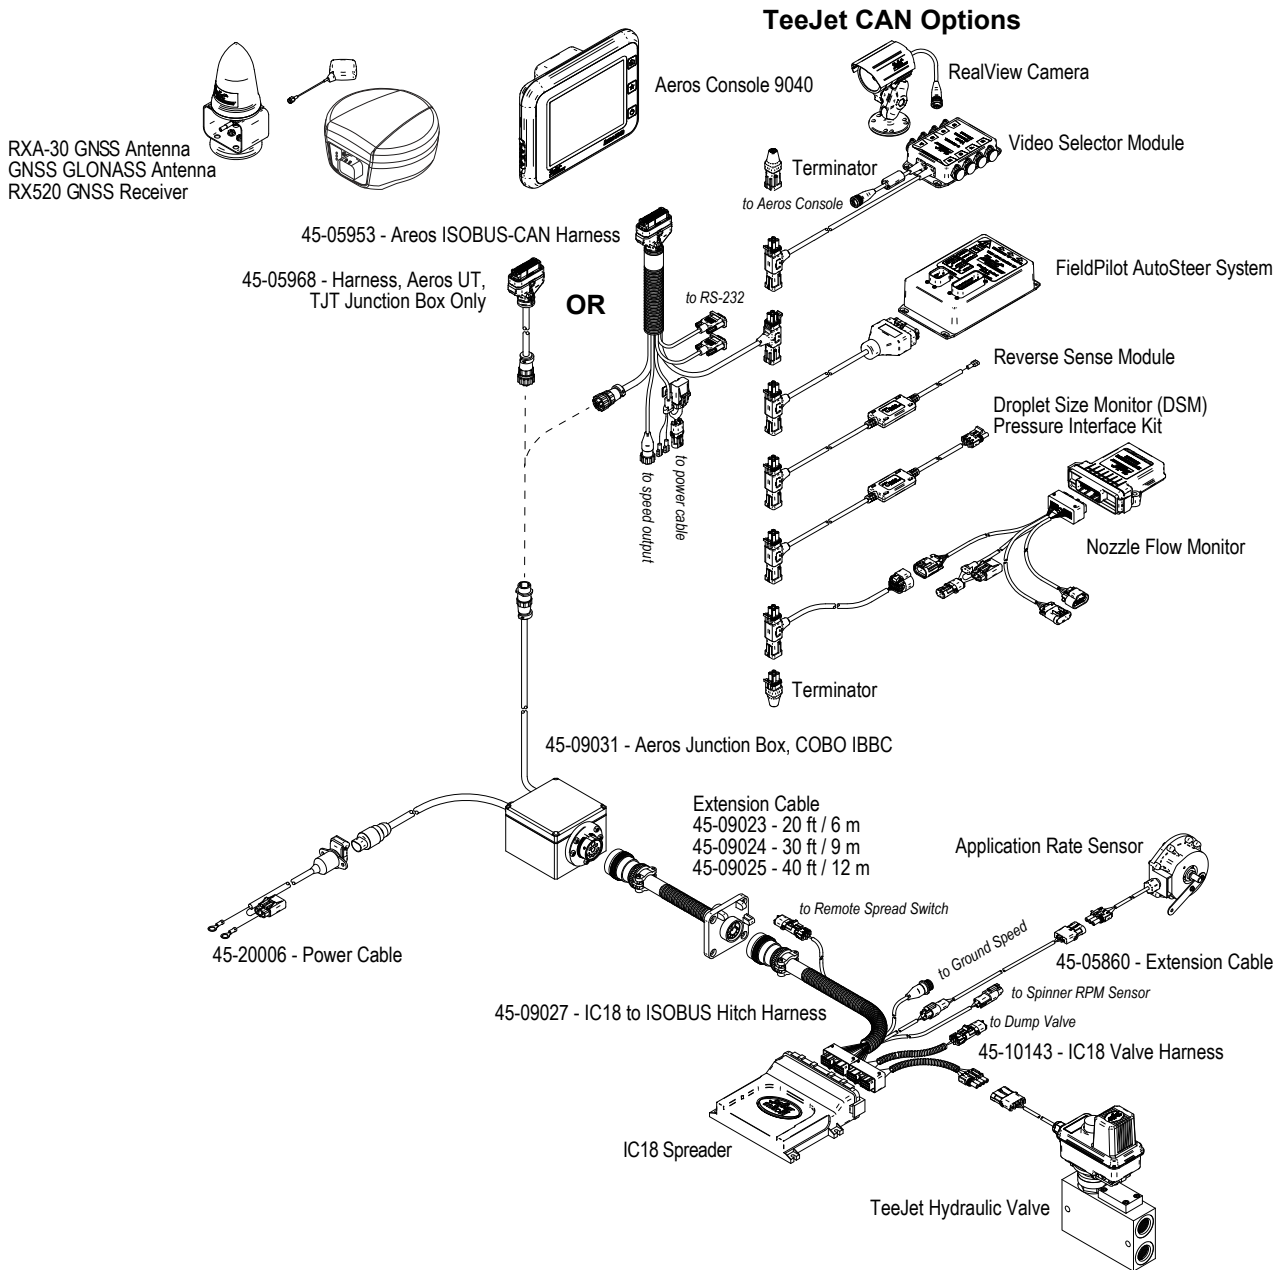 TeeJet CAN Options
Aeros Console 9040
RealView Camera
RXA-30 GNSS Antenna
GNSS GLONASS Antenna
RX520 GNSS Receiver
Terminator
Video Selector Module
to Aeros Console
45-05953 - Areos ISOBUS-CAN Harness
45-05968 - Harness, Aeros UT,
TJT Junction Box Only
OR
to RS-232
FieldPilot AutoSteer System
Reverse Sense Module
Droplet Size Monitor (DSM)
Pressure Interface Kit
to speed output
to power cable
Nozzle Flow Monitor
Terminator
45-09031 - Aeros Junction Box, COBO IBBC
Extension Cable
45-09023 - 20 ft / 6 m
45-09024 - 30 ft / 9 m
45-09025 - 40 ft / 12 m
Application Rate Sensor
to Remote Spread Switch
45-20006 - Power Cable
to Ground Speed
45-05860 - Extension Cable
to Spinner RPM Sensor
45-09027 - IC18 to ISOBUS Hitch Harness
to Dump Valve
45-10143 - IC18 Valve Harness
IC18 Spreader
TeeJet Hydraulic Valve